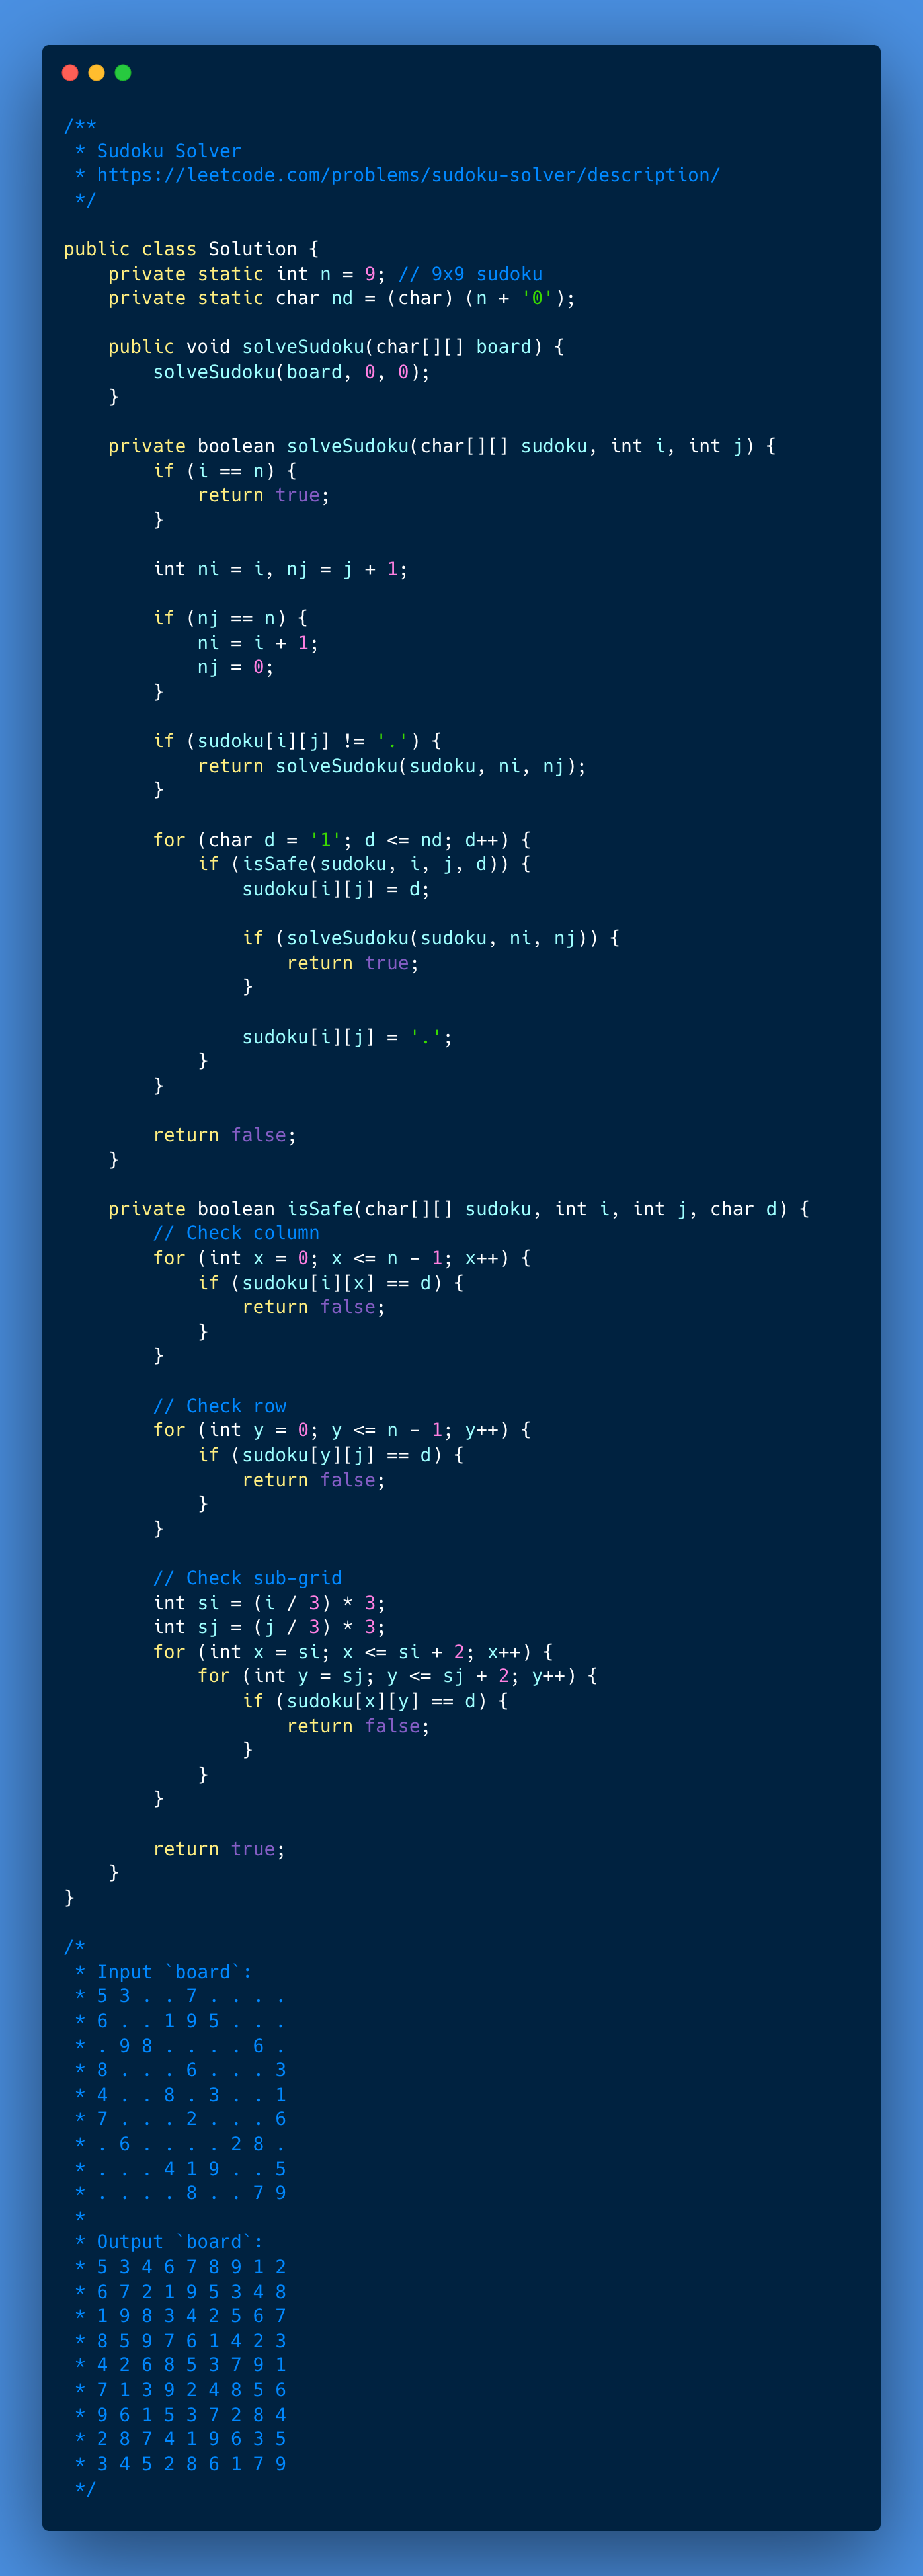 /**
 * Sudoku Solver
 * https://leetcode.com/problems/sudoku-solver/description/
 */

public class Solution {
    private static int n = 9; // 9x9 sudoku
    private static char nd = (char) (n + '0');

    public void solveSudoku(char[][] board) {
        solveSudoku(board, 0, 0);
    }

    private boolean solveSudoku(char[][] sudoku, int i, int j) {
        if (i == n) {
            return true;
        }

        int ni = i, nj = j + 1;

        if (nj == n) {
            ni = i + 1;
            nj = 0;
        }

        if (sudoku[i][j] != '.') {
            return solveSudoku(sudoku, ni, nj);
        }

        for (char d = '1'; d <= nd; d++) {
            if (isSafe(sudoku, i, j, d)) {
                sudoku[i][j] = d;

                if (solveSudoku(sudoku, ni, nj)) {
                    return true;
                }

                sudoku[i][j] = '.';
            }
        }

        return false;
    }

    private boolean isSafe(char[][] sudoku, int i, int j, char d) {
        // Check column
        for (int x = 0; x <= n - 1; x++) {
            if (sudoku[i][x] == d) {
                return false;
            }
        }

        // Check row
        for (int y = 0; y <= n - 1; y++) {
            if (sudoku[y][j] == d) {
                return false;
            }
        }

        // Check sub-grid
        int si = (i / 3) * 3;
        int sj = (j / 3) * 3;
        for (int x = si; x <= si + 2; x++) {
            for (int y = sj; y <= sj + 2; y++) {
                if (sudoku[x][y] == d) {
                    return false;
                }
            }
        }

        return true;
    }
}

/*
 * Input `board`:
 * 5 3 . . 7 . . . .
 * 6 . . 1 9 5 . . .
 * . 9 8 . . . . 6 .
 * 8 . . . 6 . . . 3
 * 4 . . 8 . 3 . . 1
 * 7 . . . 2 . . . 6
 * . 6 . . . . 2 8 .
 * . . . 4 1 9 . . 5
 * . . . . 8 . . 7 9
 *
 * Output `board`:
 * 5 3 4 6 7 8 9 1 2
 * 6 7 2 1 9 5 3 4 8
 * 1 9 8 3 4 2 5 6 7
 * 8 5 9 7 6 1 4 2 3
 * 4 2 6 8 5 3 7 9 1
 * 7 1 3 9 2 4 8 5 6
 * 9 6 1 5 3 7 2 8 4
 * 2 8 7 4 1 9 6 3 5
 * 3 4 5 2 8 6 1 7 9
 */